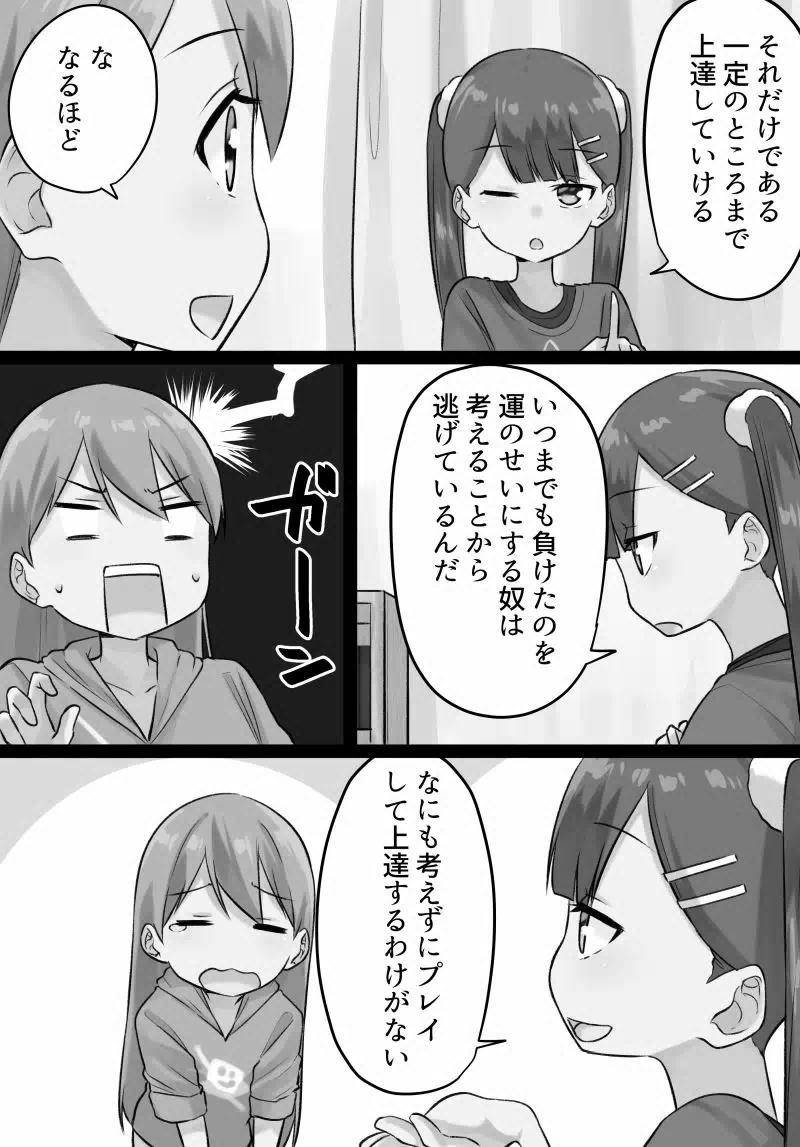 それだけである
一定のところまで
上達していける
な
なるほど
いつまでも負けたのを
運のせいにする奴は
考えることから
逃げているんだ
ガーン
なにも考えずにプレイ
して上達するわけがない